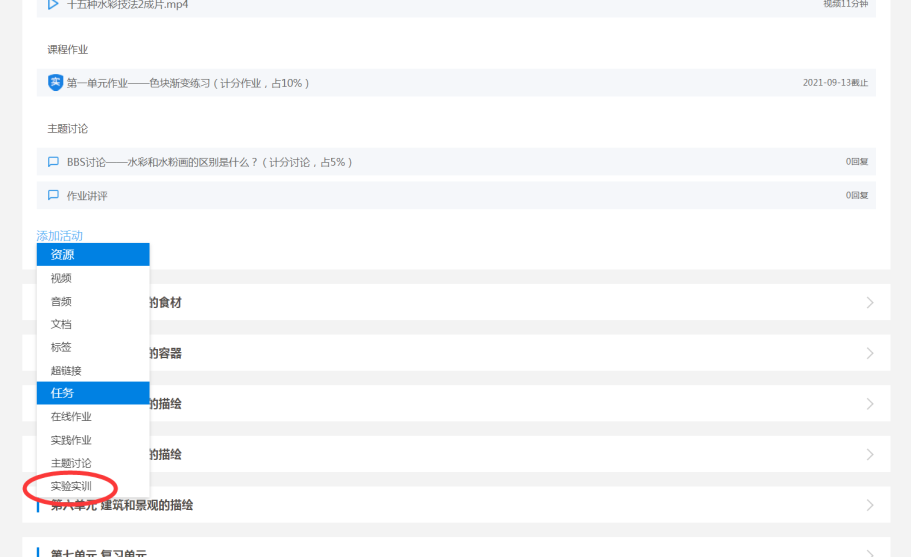 十五种水彩技法2成片.mp4 视频11分钟
课程作业
实 第一单元作业——色块渐变练习（计分作业，占10%） 2021-09-13截止
主题讨论
BBS讨论——水彩和水粉画的区别是什么？（计分讨论，占5%） 0回复
作业讲评 0回复
添加活动
资源
视频
音频
的食材
文档
标签
的容器
超链接
任务
的描绘
在线作业
实践作业
的描绘
主题讨论
实验实训
第六单元 建筑和景观的描绘
第七单元 复习单元